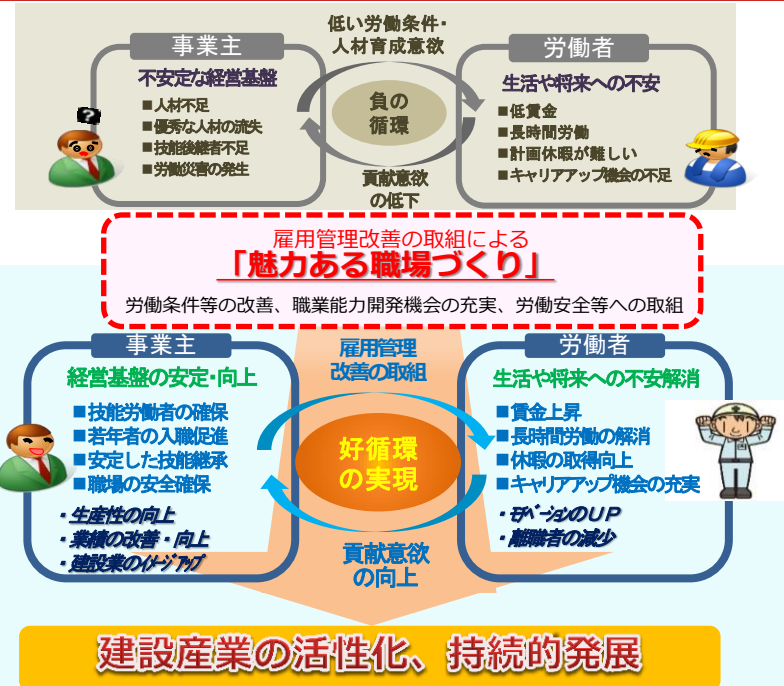 低い労働条件・
人材育成意欲
事業主
不安定な経営基盤
■人材不足
■優秀な人材の流失
■技能後継者不足
■労働災害の発生
?
負の
循環
労働者
生活や将来への不安
■低賃金
■長時間労働
■計画休暇が難しい
■キャリアアップ機会の不足
貢献意欲
の低下
雇用管理改善の取組による
「魅力ある職場づくり」
労働条件等の改善、職業能力開発機会の充実、労働安全等への取組
事業主
経営基盤の安定・向上
■技能労働者の確保
■若年者の入職促進
■安定した技能継承
■職場の安全確保
・生産性の向上
・業績の改善・向上
・建設業のイメージアップ
雇用管理
改善の取組
好循環
の実現
貢献意欲
の向上
労働者
生活や将来への不安解消
■賃金上昇
■長時間労働の解消
■休暇の取得向上
■キャリアアップ機会の充実
・モチベーションのUP
・離職者の減少
建設産業の活性化、持続的発展